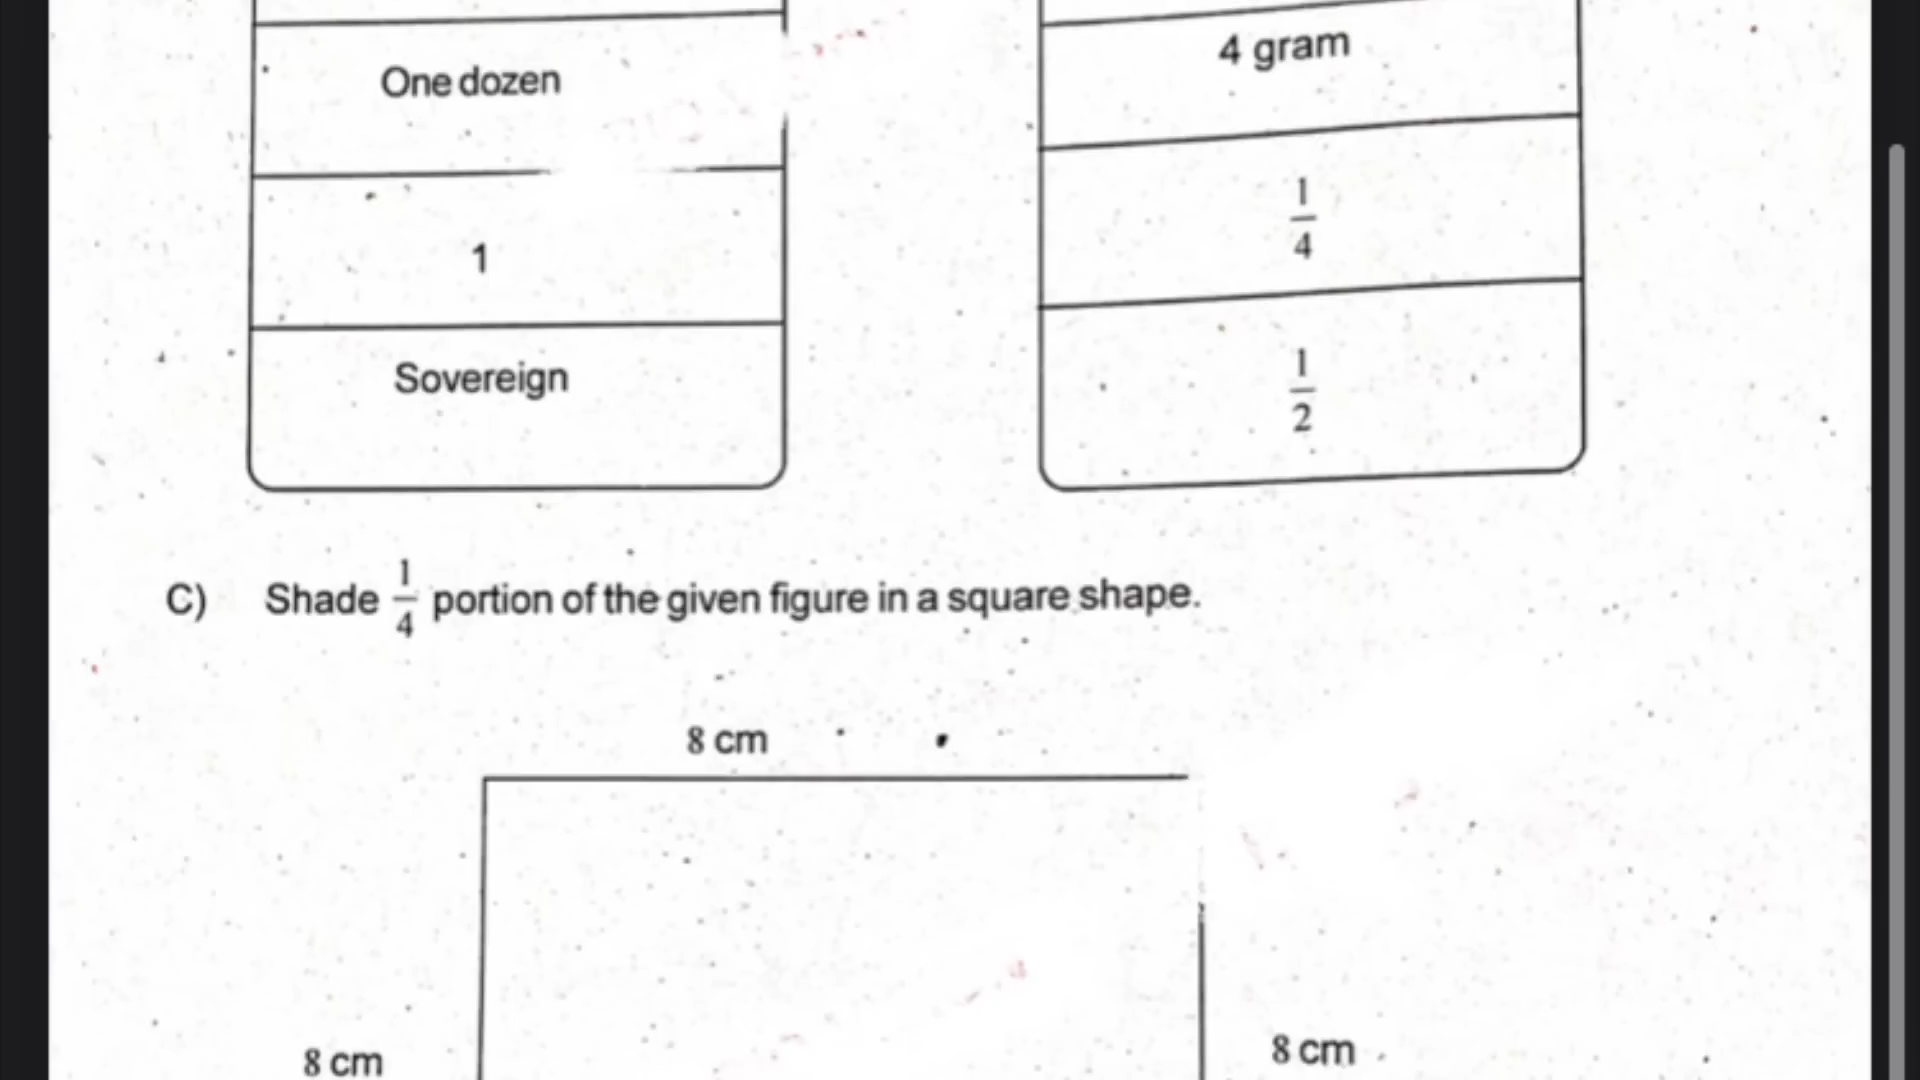 One dozen
1
Sovereign
4 gram
1/4
1/2
C) Shade 1/4 portion of the given figure in a square shape.
8 cm
8 cm
8 cm